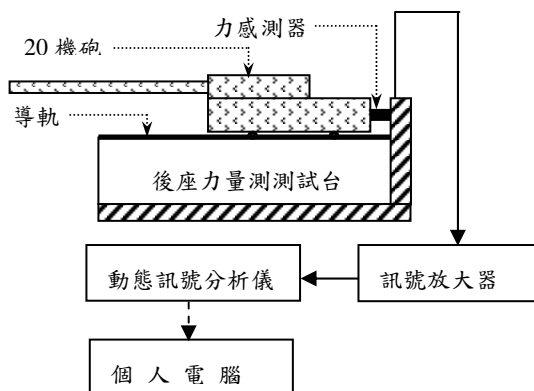 力感測器
20 機砲
導軌
後座力量測測試台
動態訊號分析儀
訊號放大器
個 人 電 腦